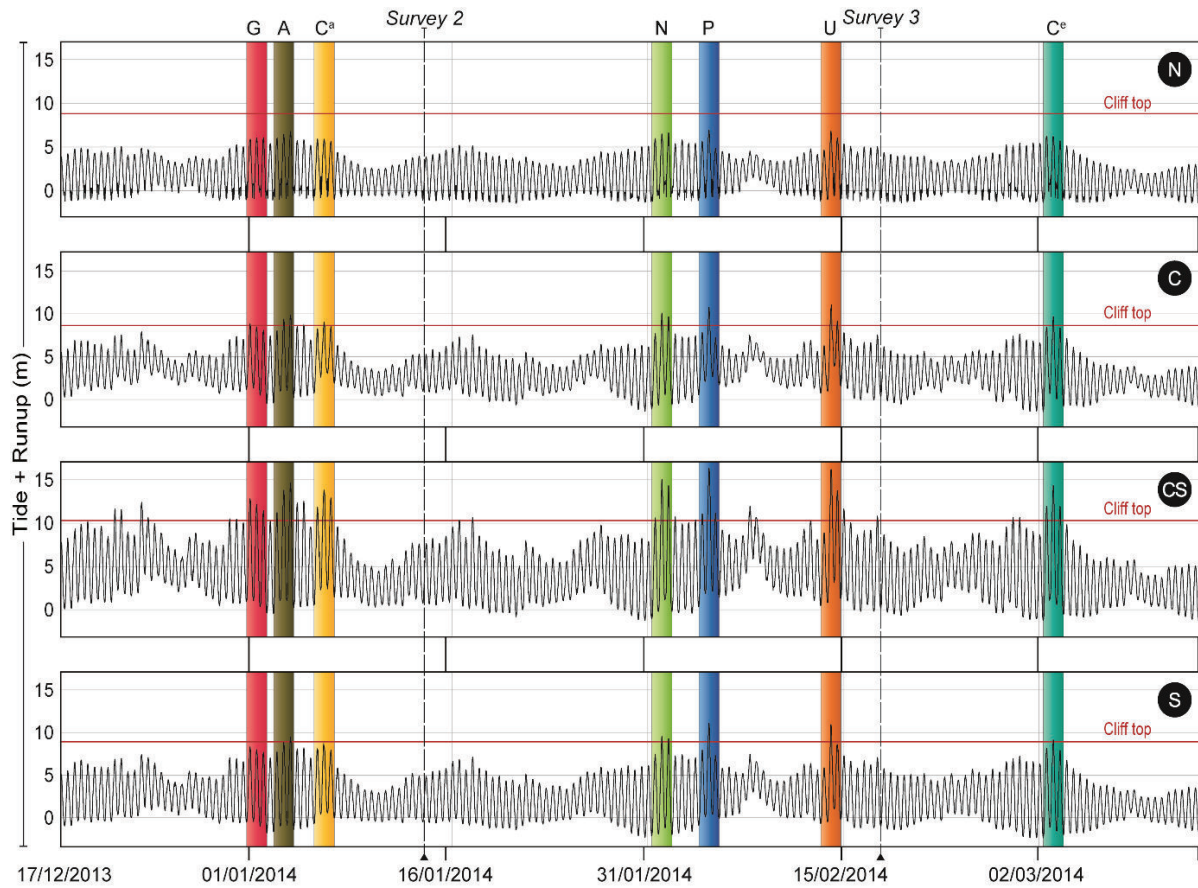 Survey 2
Survey 3
G A Cᵃ N P U Cᵉ
Tide + Runup (m)
15
10
5
0
Cliff top
N
15
10
5
0
Cliff top
C
15
10
5
0
Cliff top
CS
15
10
5
0
Cliff top
S
17/12/2013 01/01/2014 16/01/2014 31/01/2014 15/02/2014 02/03/2014